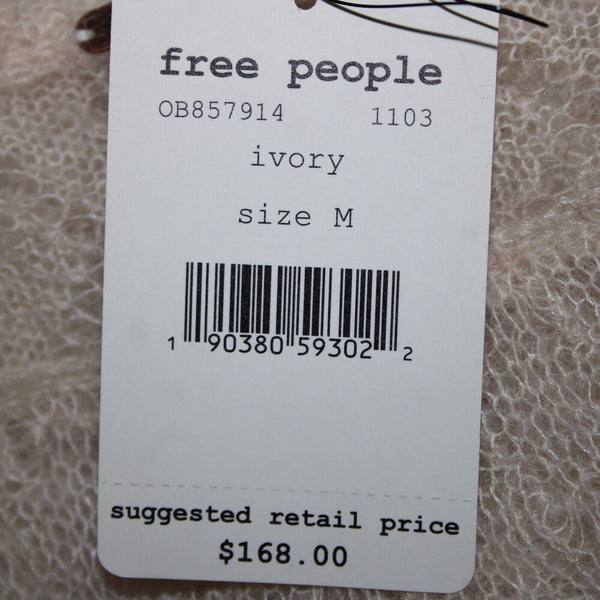 free people
OB857914 1103
ivory
size M
1 90380 59302 2
suggested retail price
$168.00